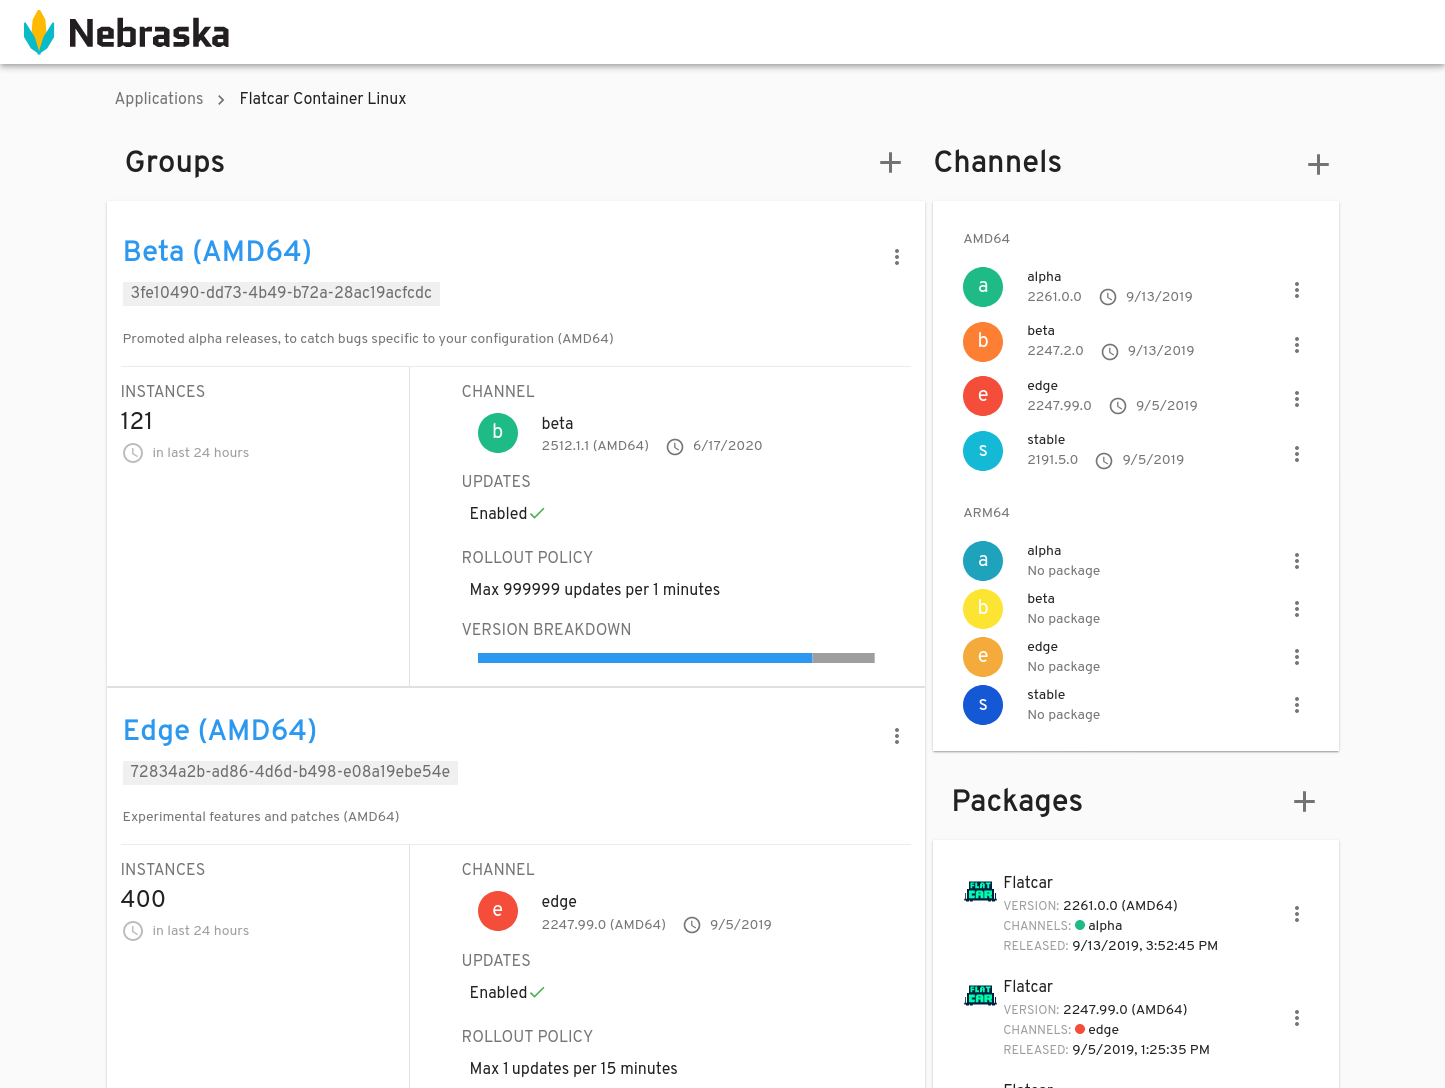 Nebraska
Applications > Flatcar Container Linux
Groups
Beta (AMD64)
3fe10490-dd73-4b49-b72a-28ac19acfcdc
Promoted alpha releases, to catch bugs specific to your configuration (AMD64)
INSTANCES
121
in last 24 hours
CHANNEL
b
beta
2512.1.1 (AMD64) 6/17/2020
UPDATES
Enabled
ROLLOUT POLICY
Max 999999 updates per 1 minutes
VERSION BREAKDOWN
Edge (AMD64)
72834a2b-ad86-4d6d-b498-e08a19ebe54e
Experimental features and patches (AMD64)
INSTANCES
400
in last 24 hours
CHANNEL
e
edge
2247.99.0 (AMD64) 9/5/2019
UPDATES
Enabled
ROLLOUT POLICY
Max 1 updates per 15 minutes
Channels
AMD64
a
alpha
2261.0.0 9/13/2019
b
beta
2247.2.0 9/13/2019
e
edge
2247.99.0 9/5/2019
s
stable
2191.5.0 9/5/2019
ARM64
a
alpha
No package
b
beta
No package
e
edge
No package
s
stable
No package
Packages
FLAT
CAR
Flatcar
VERSION: 2261.0.0 (AMD64)
CHANNELS: alpha
RELEASED: 9/13/2019, 3:52:45 PM
FLAT
CAR
Flatcar
VERSION: 2247.99.0 (AMD64)
CHANNELS: edge
RELEASED: 9/5/2019, 1:25:35 PM